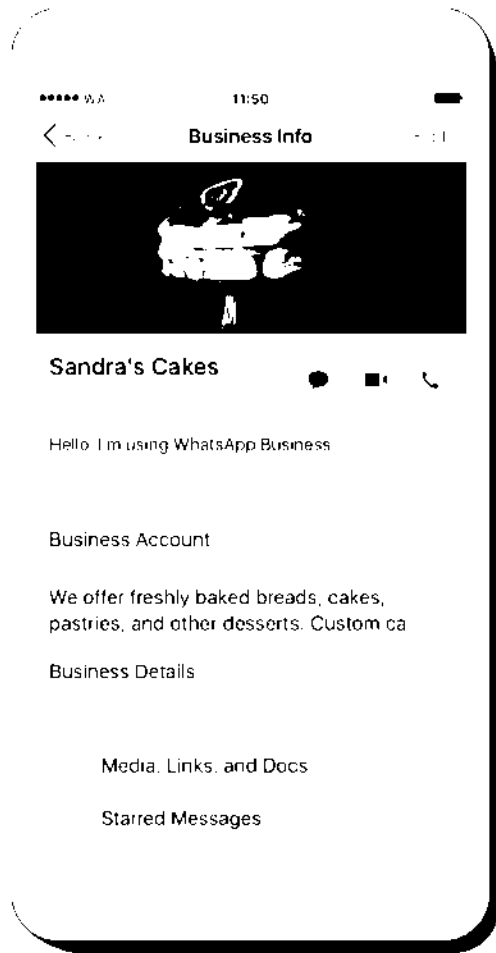 WA 11:50
Business Info
Sandra's Cakes
Hello I'm using WhatsApp Business
Business Account
We offer freshly baked breads, cakes,
pastries, and other desserts. Custom ca
Business Details
Media, Links, and Docs
Starred Messages